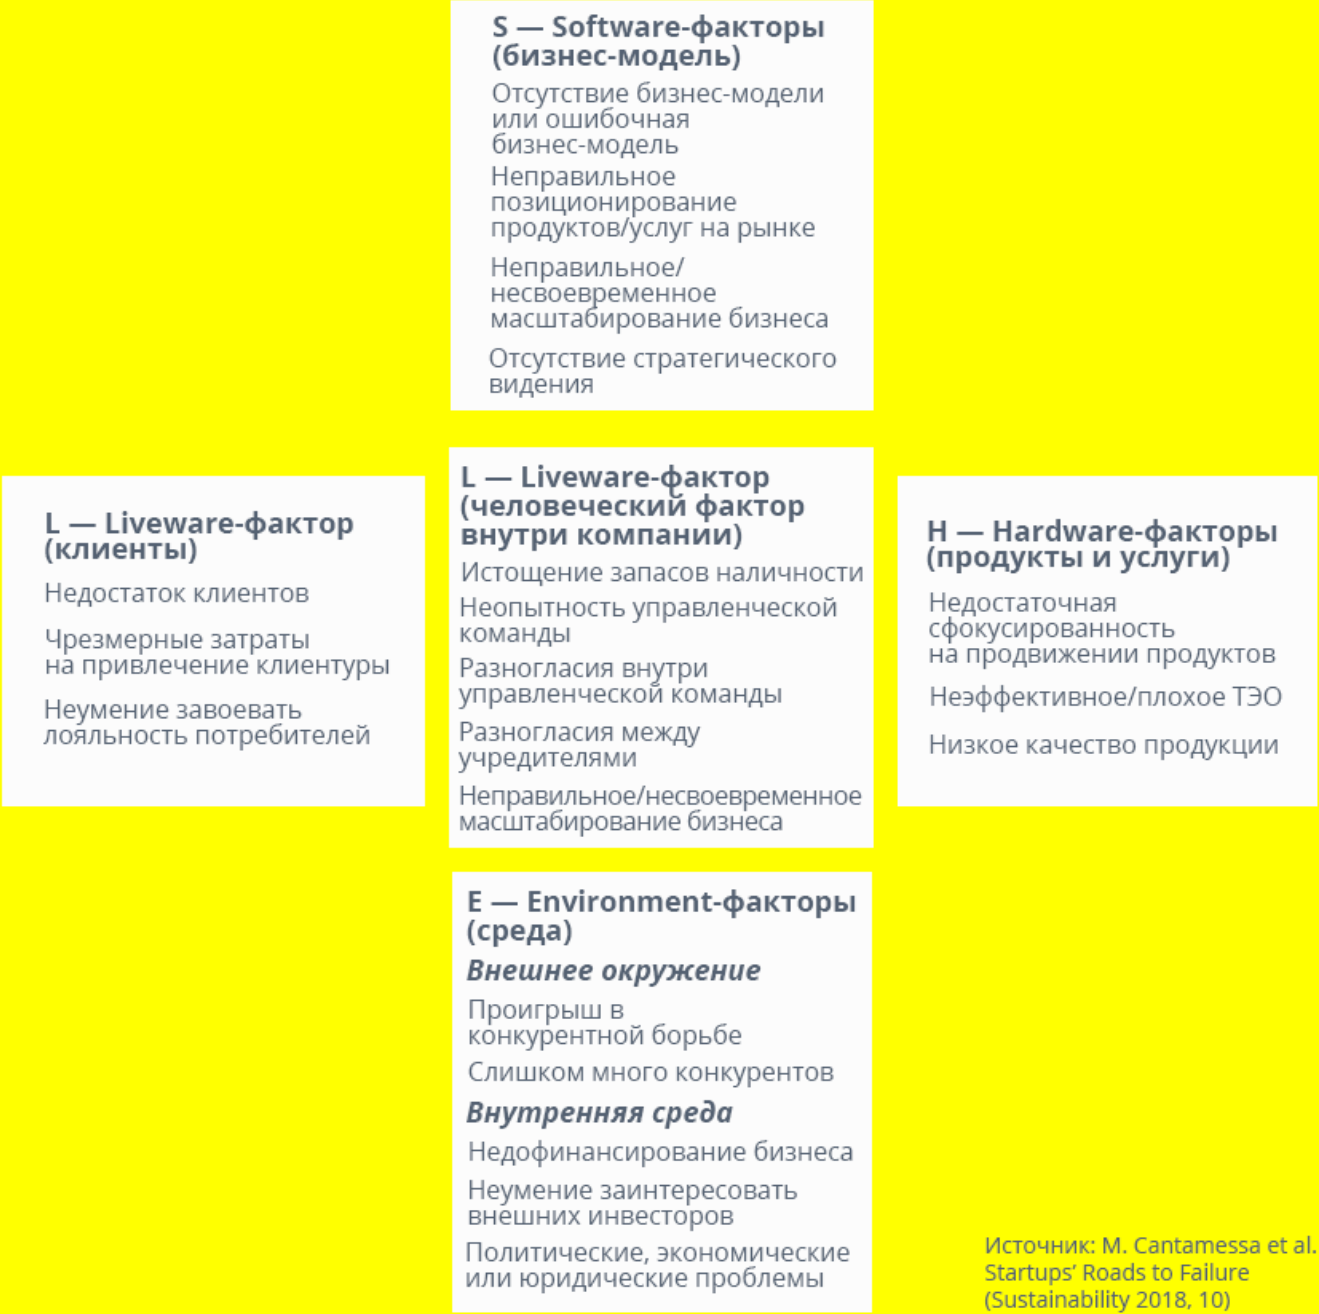 S — Software-факторы
(бизнес-модель)
Отсутствие бизнес-модели
или ошибочная
бизнес-модель
Неправильное
позиционирование
продуктов/услуг на рынке
Неправильное/
несвоевременное
масштабирование бизнеса
Отсутствие стратегического
видения
L — Liveware-фактор
(клиенты)
Недостаток клиентов
Чрезмерные затраты
на привлечение клиентуры
Неумение завоевать
лояльность потребителей
L — Liveware-фактор
(человеческий фактор
внутри компании)
Истощение запасов наличности
Неопытность управленческой
команды
Разногласия внутри
управленческой команды
Разногласия между
учредителями
Неправильное/несвоевременное
масштабирование бизнеса
H — Hardware-факторы
(продукты и услуги)
Недостаточная
сфокусированность
на продвижении продуктов
Неэффективное/плохое ТЭО
Низкое качество продукции
E — Environment-факторы
(среда)
Внешнее окружение
Проигрыш в
конкурентной борьбе
Слишком много конкурентов
Внутренняя среда
Недофинансирование бизнеса
Неумение заинтересовать
внешних инвесторов
Политические, экономические
или юридические проблемы
Источник: M. Cantamessa et al.
Startups’ Roads to Failure
(Sustainability 2018, 10)